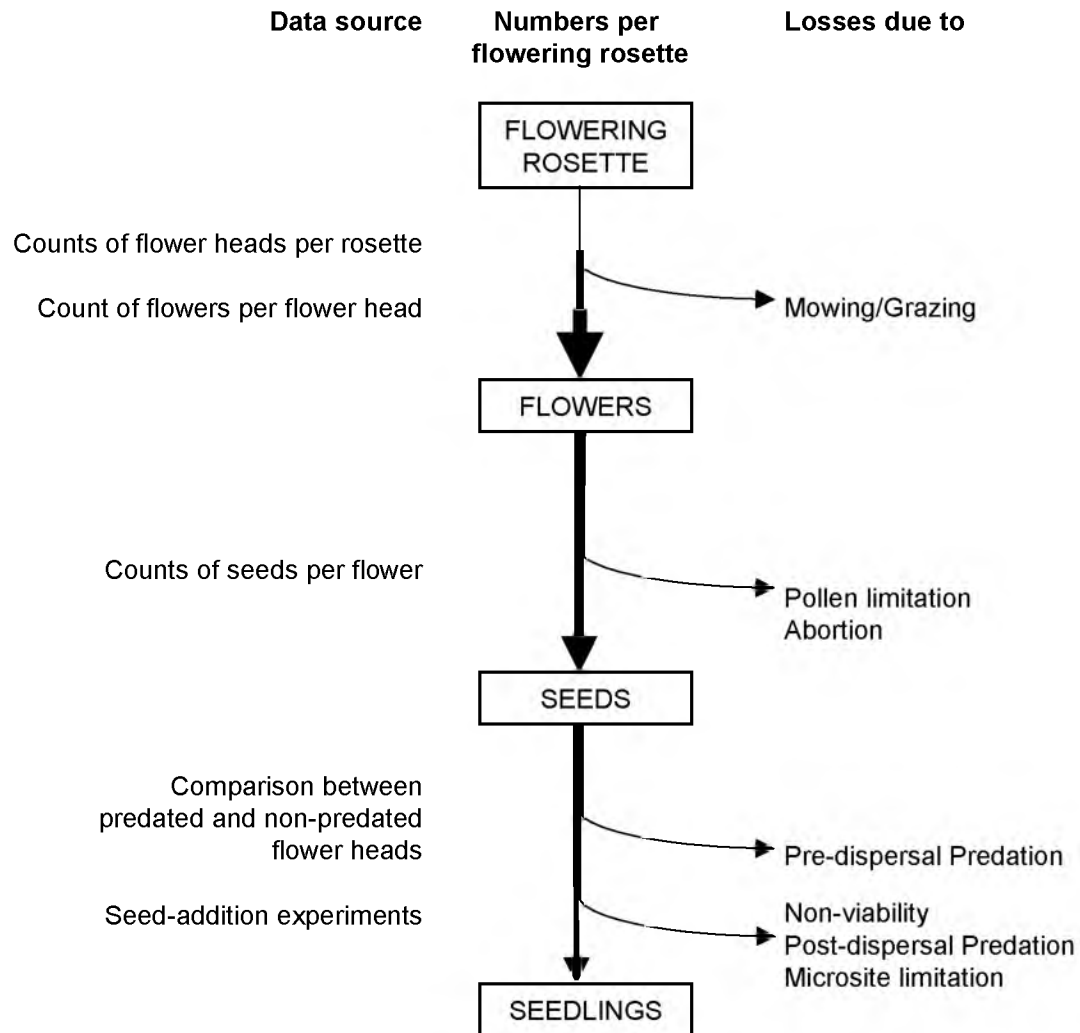 Data source
Numbers per
flowering rosette
Losses due to
FLOWERING
ROSETTE
Counts of flower heads per rosette
Count of flowers per flower head
Mowing/Grazing
FLOWERS
Counts of seeds per flower
Pollen limitation
Abortion
SEEDS
Comparison between
predated and non-predated
flower heads
Pre-dispersal Predation
Seed-addition experiments
Non-viability
Post-dispersal Predation
Microsite limitation
SEEDLINGS